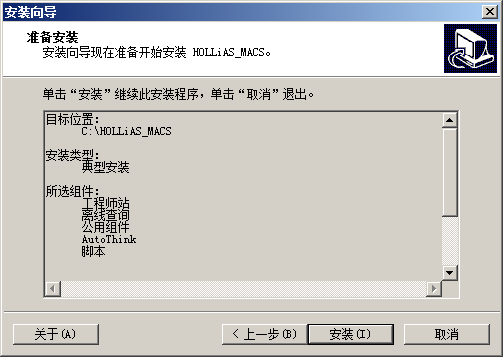 安装向导
准备安装
安装向导现在准备开始安装 HOLLiAS_MACS。
单击“安装”继续此安装程序，单击“取消”退出。
目标位置:
C:\HOLLiAS_MACS
安装类型:
典型安装
所选组件:
工程师站
离线查询
公用组件
AutoThink
脚本
关于(A)
< 上一步(B)
安装(I)
取消